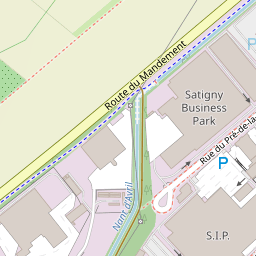 Route du Mandement
Satigny
Business
Park
Rue du Pré-de-la
P
Nant d'Avril
P
S.I.P.